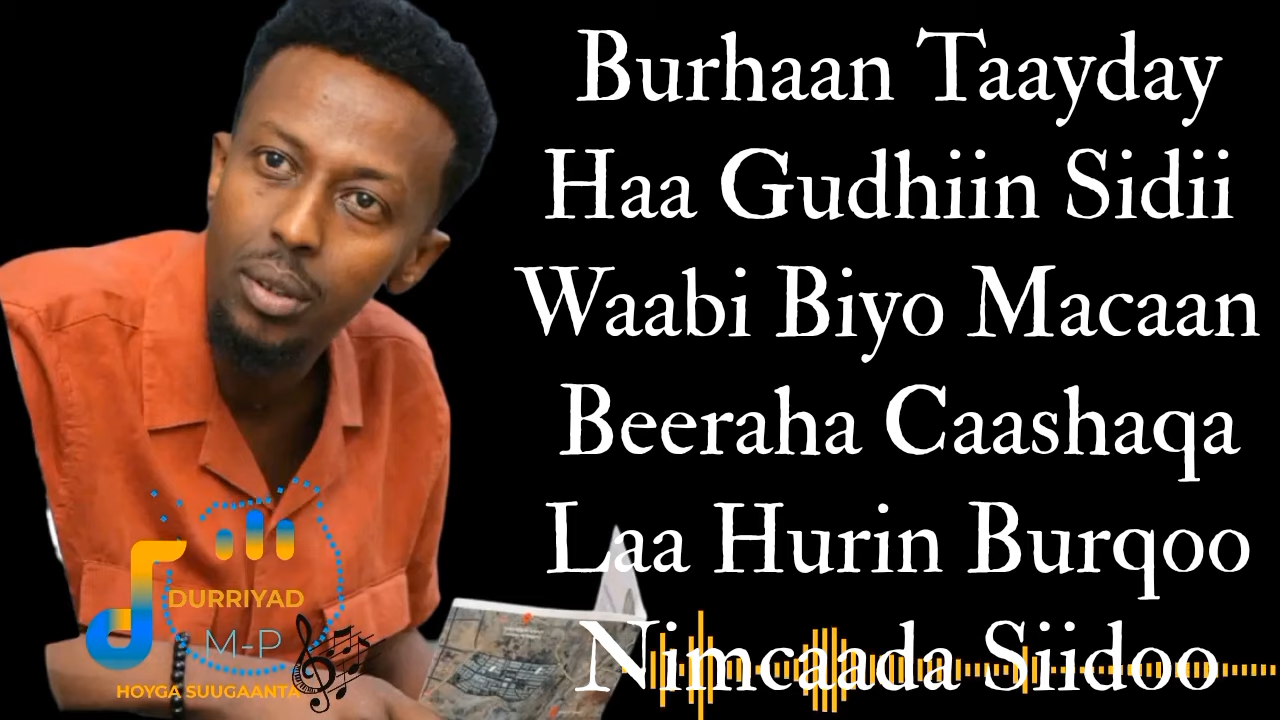 Burhaan Taayday
Haa Gudhiin Sidii
Waabi Biyo Macaan
Beeraha Caashaqa
Laa Hurin Burqoo
Nimcaada Siidoo
DURRIYAD
M-P
HOYGA SUUGAANTA